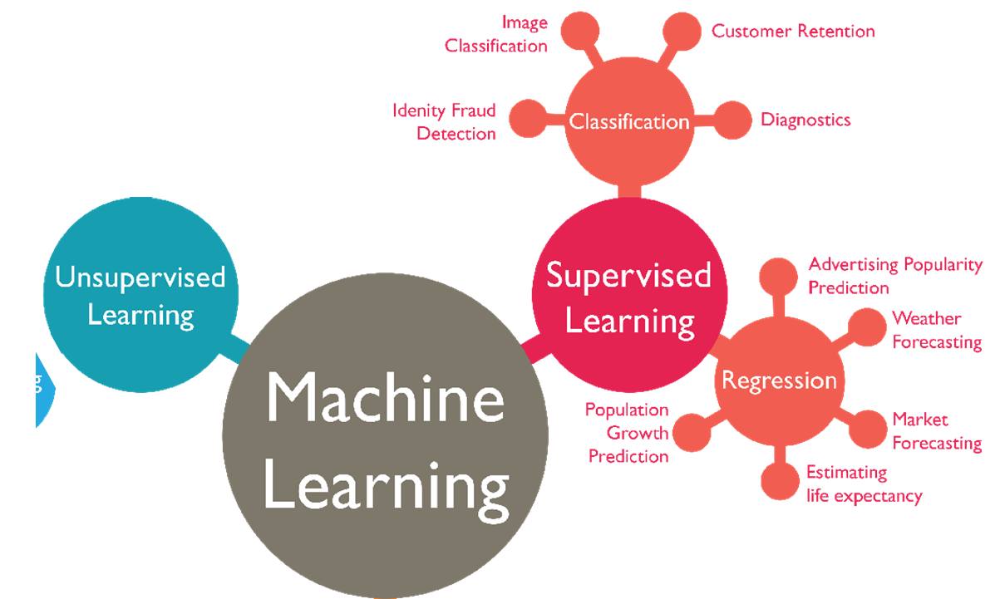 Image
Classification
Customer Retention
Idenity Fraud
Detection
Classification
Diagnostics
Unsupervised
Learning
Supervised
Learning
Advertising Popularity
Prediction
Weather
Forecasting
Regression
Machine
Learning
Population
Growth
Prediction
Market
Forecasting
Estimating
life expectancy
g